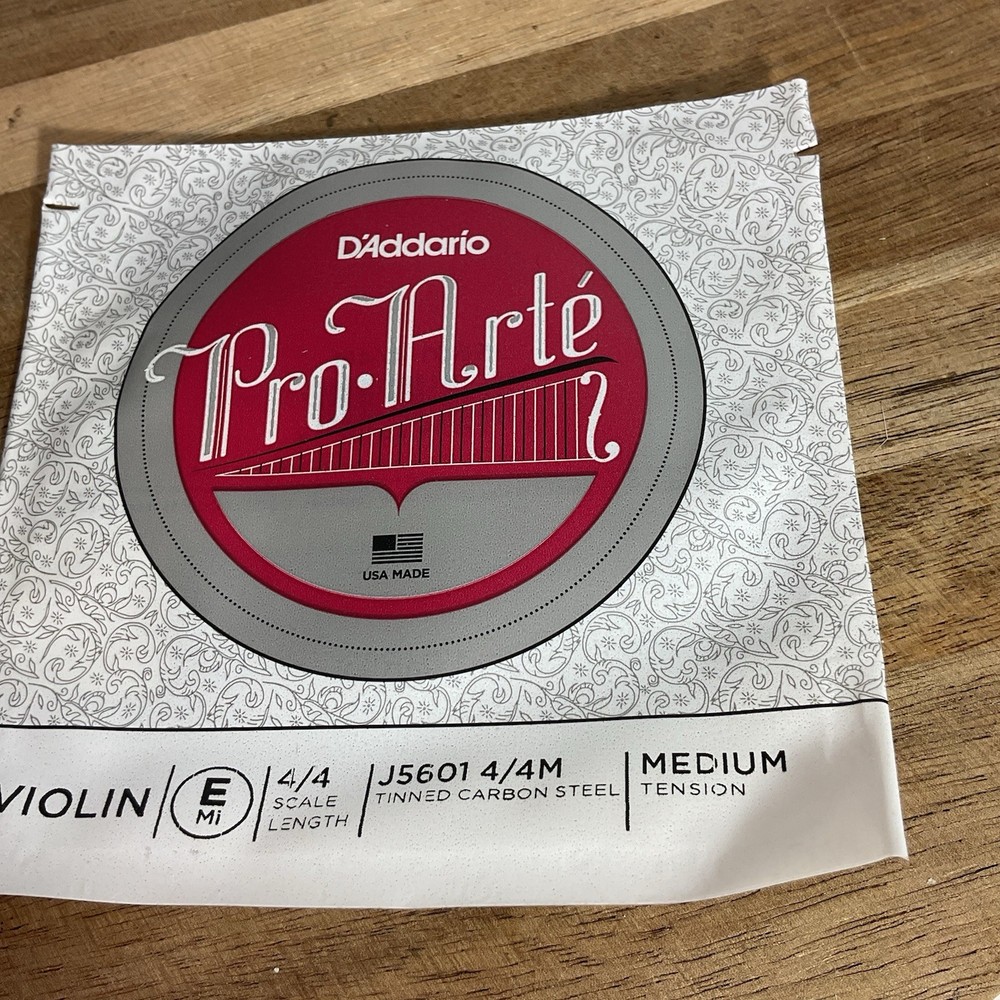 D'Addario
Pro·Arté
USA MADE
VIOLIN
E
Mi
4/4
SCALE
LENGTH
J5601 4/4M
TINNED CARBON STEEL
MEDIUM
TENSION